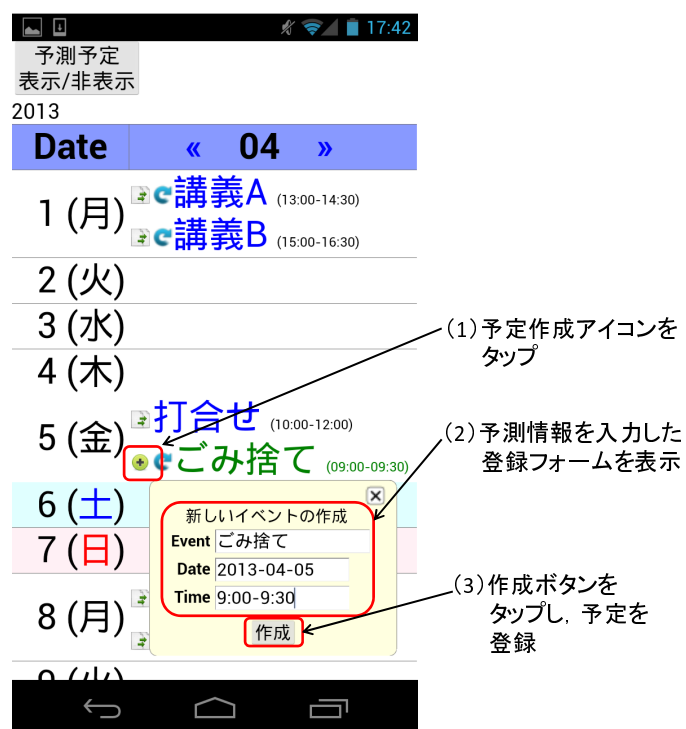 17:42
予測予定
表示/非表示
2013
Date « 04 »
1 (月) 講義A (13:00-14:30)
講義B (15:00-16:30)
2 (火)
3 (水)
4 (木)
5 (金) 打合せ (10:00-12:00)
ごみ捨て (09:00-09:30)
6 (土)
7 (日)
8 (月)
新しいイベントの作成
Event ごみ捨て
Date 2013-04-05
Time 9:00-9:30
作成
(1)予定作成アイコンを
タップ
(2)予測情報を入力した
登録フォームを表示
(3)作成ボタンを
タップし，予定を
登録